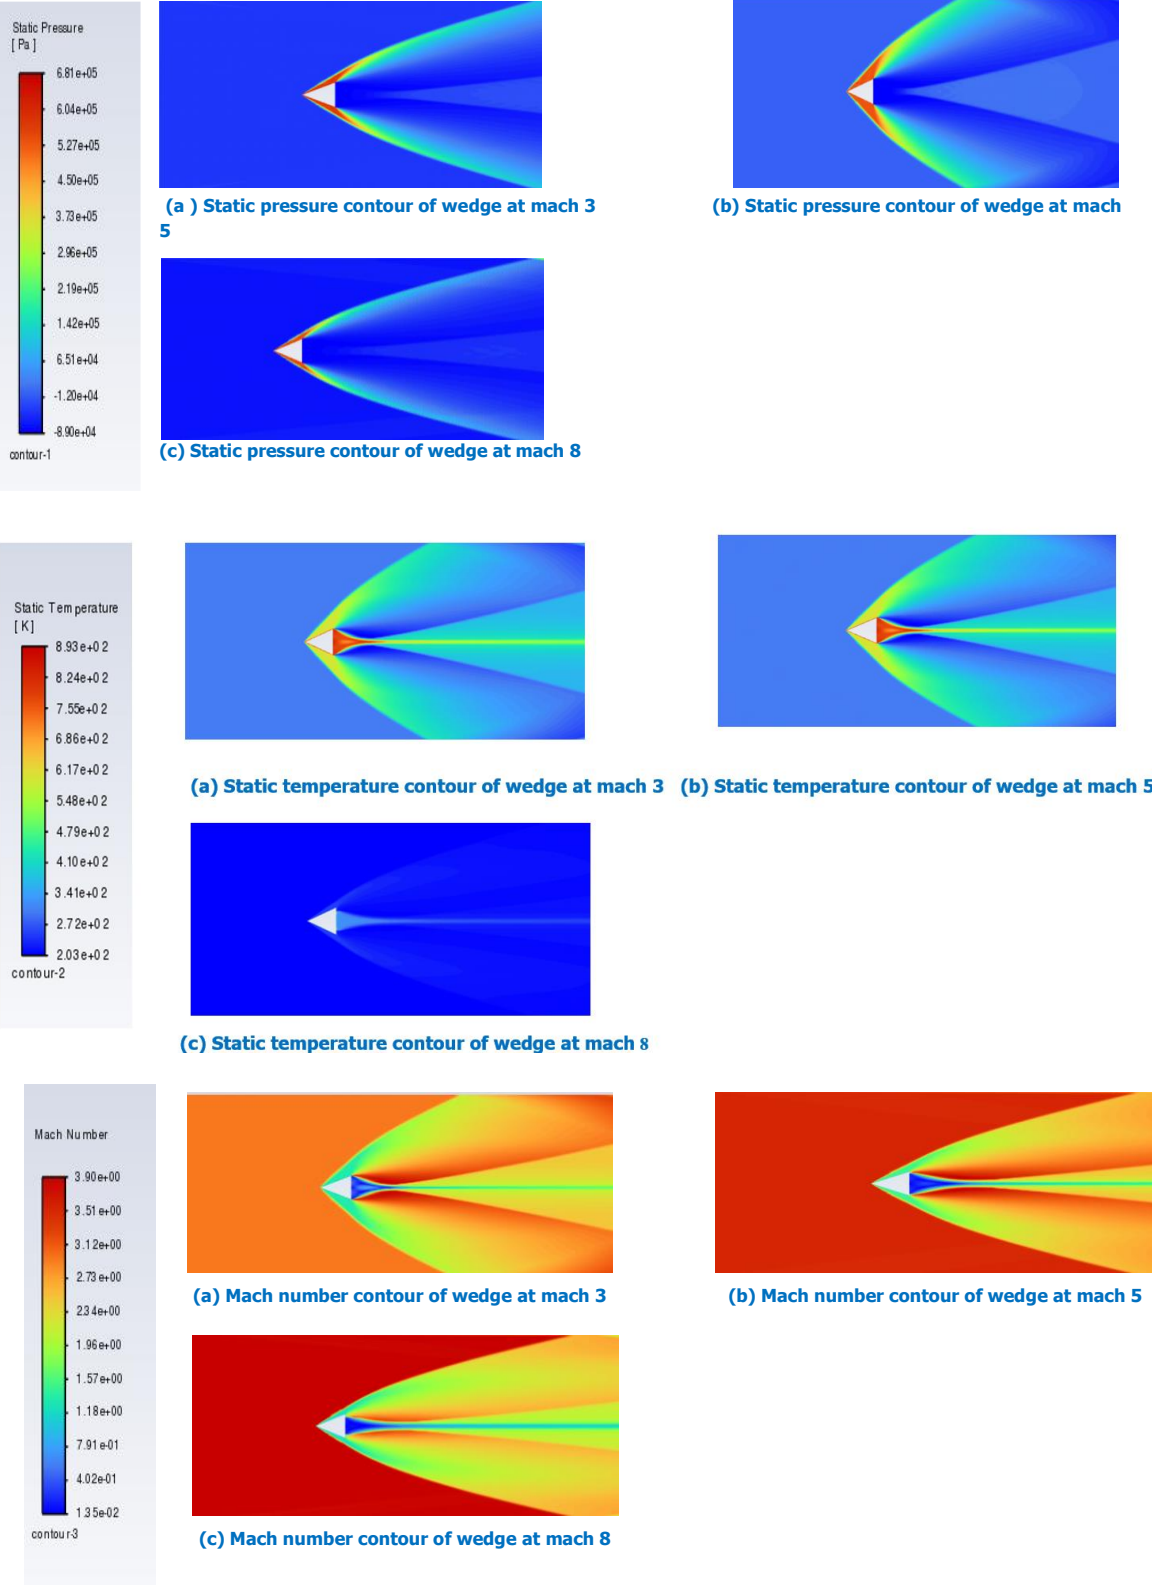 Static Pressure
[ Pa ]
6.81e+05
6.04e+05
5.27e+05
4.50e+05
3.73e+05
2.96e+05
2.19e+05
1.42e+05
6.51e+04
-1.20e+04
-8.90e+04
contour-1
(a ) Static pressure contour of wedge at mach 3
(b) Static pressure contour of wedge at mach
5
(c) Static pressure contour of wedge at mach 8
Static Temperature
[ K]
8.93e+02
8.24e+02
7.55e+02
6.86e+02
6.17e+02
5.48e+02
4.79e+02
4.10e+02
3.41e+02
2.72e+02
2.03e+02
contour-2
(a) Static temperature contour of wedge at mach 3
(b) Static temperature contour of wedge at mach 5
(c) Static temperature contour of wedge at mach 8
Mach Number
3.90e+00
3.51e+00
3.12e+00
2.73e+00
2.34e+00
1.96e+00
1.57e+00
1.18e+00
7.91e-01
4.02e-01
1.35e-02
contour-3
(a) Mach number contour of wedge at mach 3
(b) Mach number contour of wedge at mach 5
(c) Mach number contour of wedge at mach 8